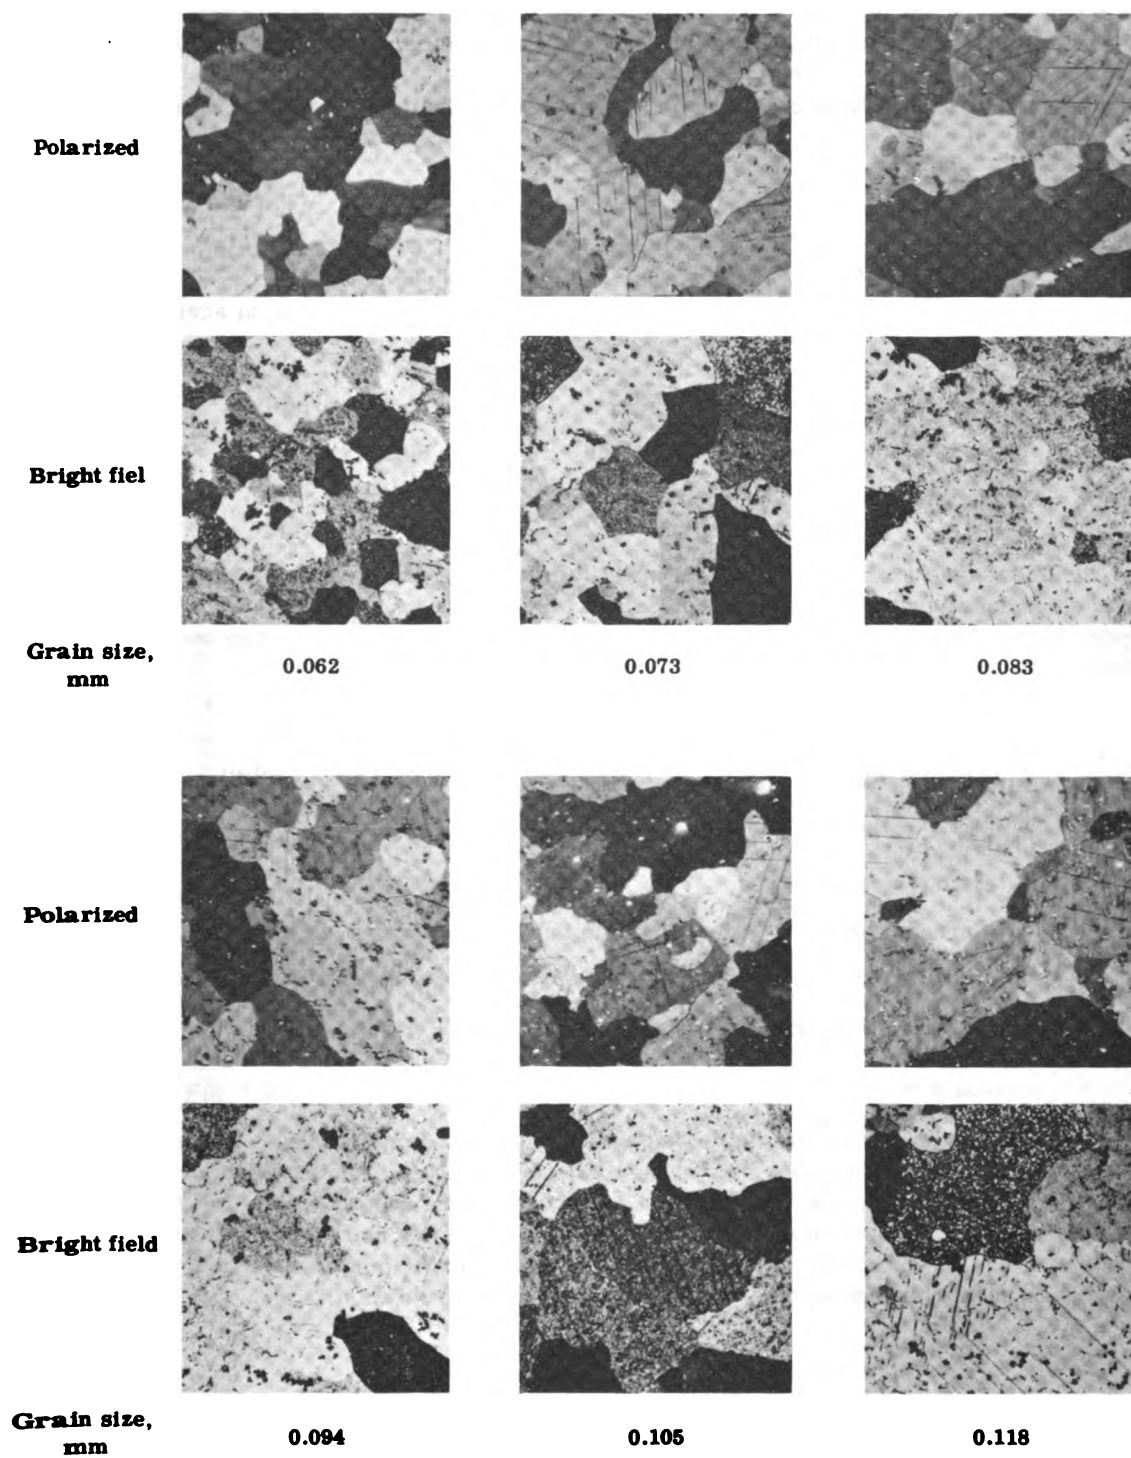 Polarized
Bright fiel
Grain size,
mm
0.062
0.073
0.083
Polarized
Bright field
Grain size,
mm
0.094
0.105
0.118